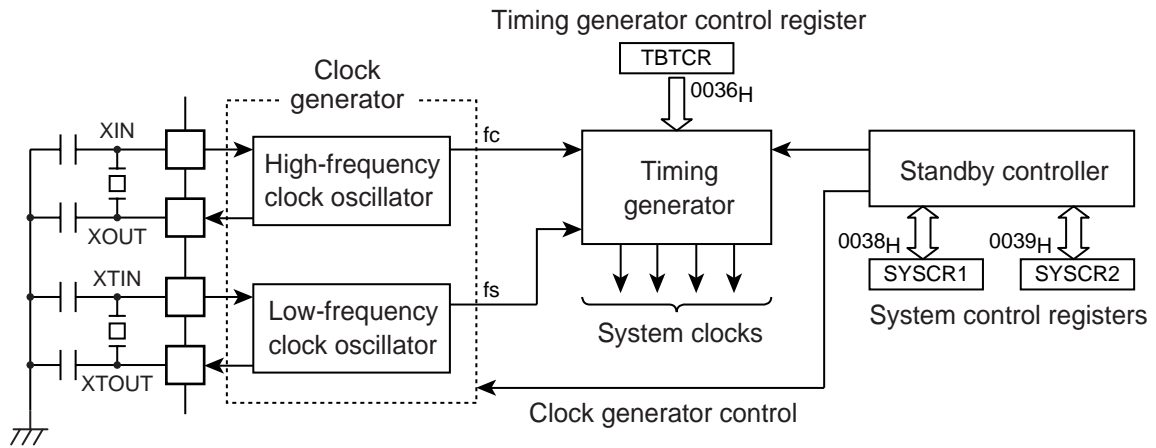 Timing generator control register
TBTCR
0036H
Clock
generator
XIN
High-frequency
clock oscillator
fc
Timing
generator
Standby controller
XOUT
0038H
0039H
SYSCR1
SYSCR2
System control registers
XTIN
Low-frequency
clock oscillator
fs
System clocks
XTOUT
Clock generator control